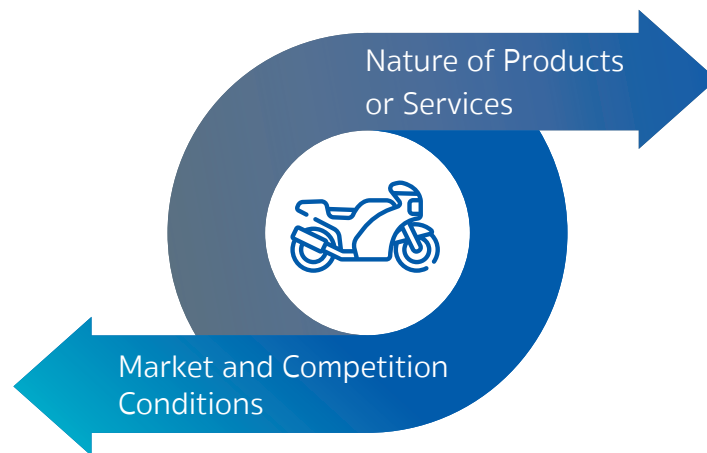 Nature of Products
or Services
Market and Competition
Conditions